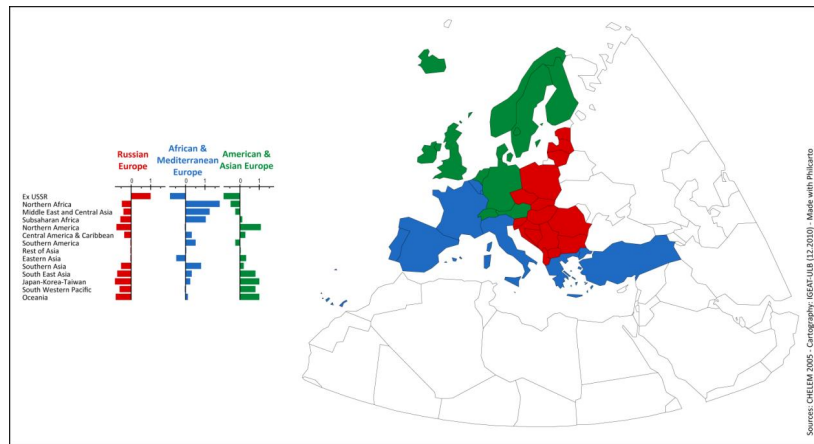 Russian
Europe
African &
Mediterranean
Europe
American &
Asian Europe
0 1
0 1
0 1
Ex USSR
Northern Africa
Middle East and Central Asia
Subsaharan Africa
Northern America
Central America & Caribbean
Southern America
Rest of Asia
Eastern Asia
Southern Asia
South East Asia
Japan-Korea-Taiwan
South Western Pacific
Oceania
Sources: CHELEM 2005 - Cartography: IGEAT-ULB (12.2010) - Made with Philcarto